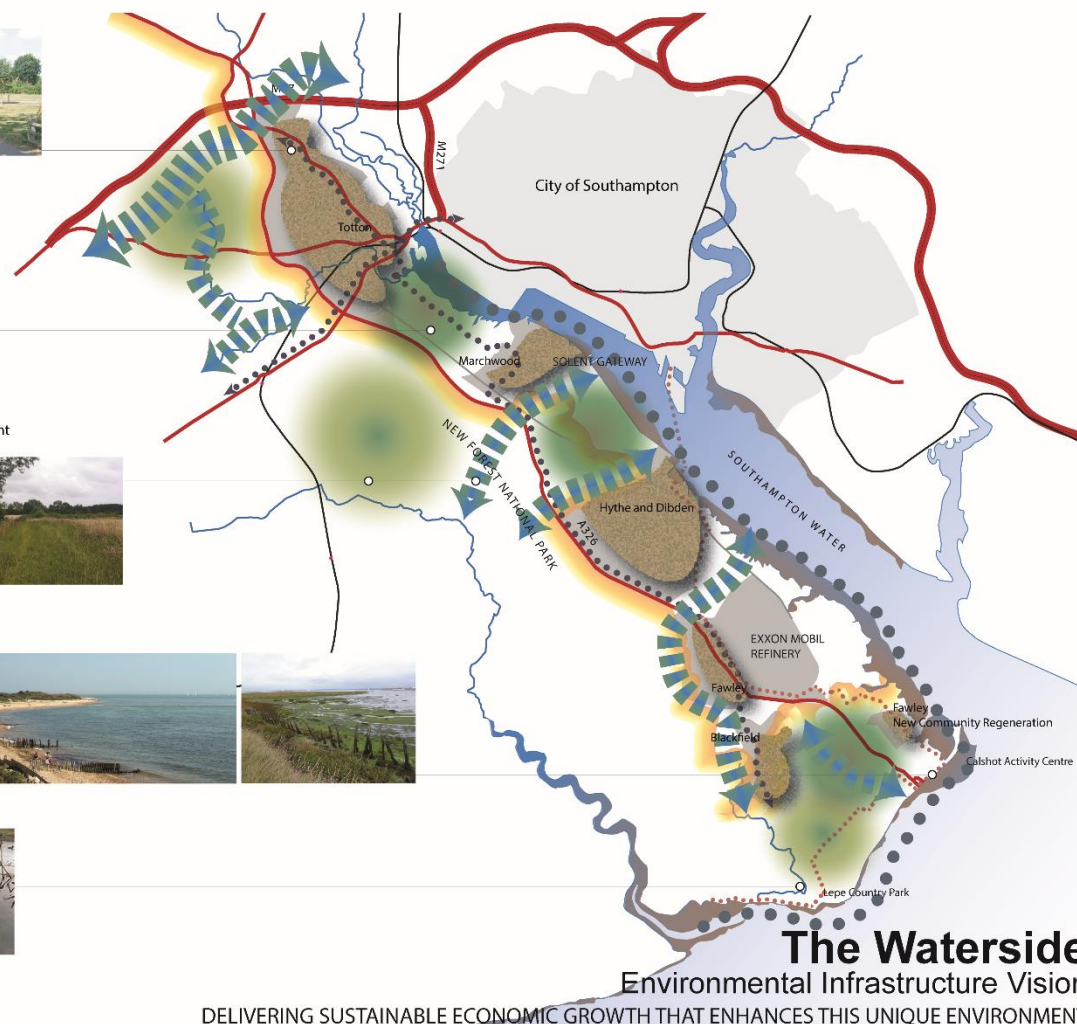 M27
M271
City of Southampton
Totton
Marchwood
SOLENT GATEWAY
nt
NEW FOREST NATIONAL PARK
SOUTHAMPTON WATER
Hythe and Dibden
A326
EXXON MOBIL
REFINERY
Fawley
Fawley
New Community Regeneration
Blackfield
Calshot Activity Centre
Lepe Country Park
The Waterside
Environmental Infrastructure Vision
DELIVERING SUSTAINABLE ECONOMIC GROWTH THAT ENHANCES THIS UNIQUE ENVIRONMENT